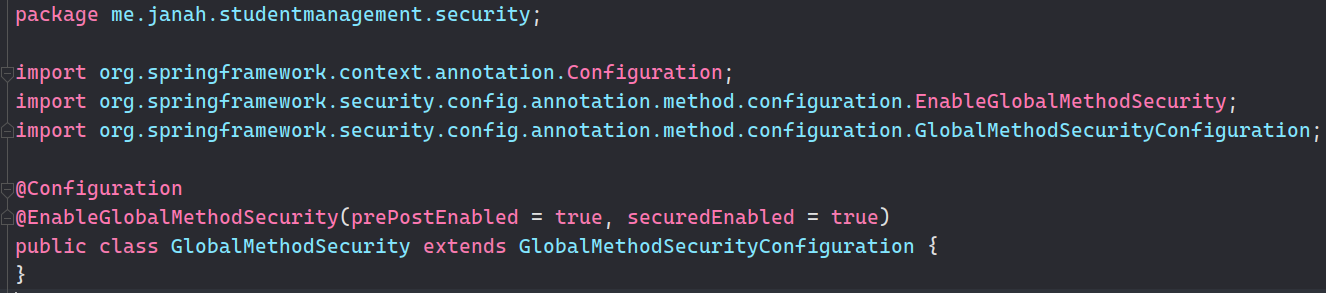 package me.janah.studentmanagement.security;
import org.springframework.context.annotation.Configuration;
import org.springframework.security.config.annotation.method.configuration.EnableGlobalMethodSecurity;
import org.springframework.security.config.annotation.method.configuration.GlobalMethodSecurityConfiguration;
@Configuration
@EnableGlobalMethodSecurity(prePostEnabled = true, securedEnabled = true)
public class GlobalMethodSecurity extends GlobalMethodSecurityConfiguration {
}